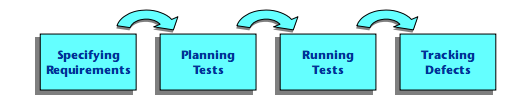 Specifying
Requirements
Planning
Tests
Running
Tests
Tracking
Defects